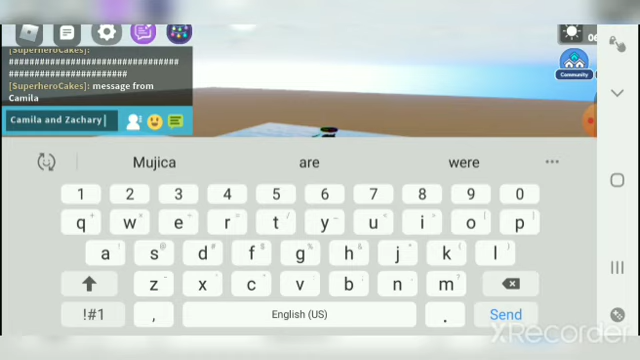 [SuperheroCakes]:
##################################
#######################
[SuperheroCakes]: message from
Camila
Camila and Zachary
06
Community
Mujica are were
1 2 3 4 5 6 7 8 9 0
q w e r t y u i o p
a s d f g h j k l
z x c v b n m
!#1 , English (US) . Send
XRecorder